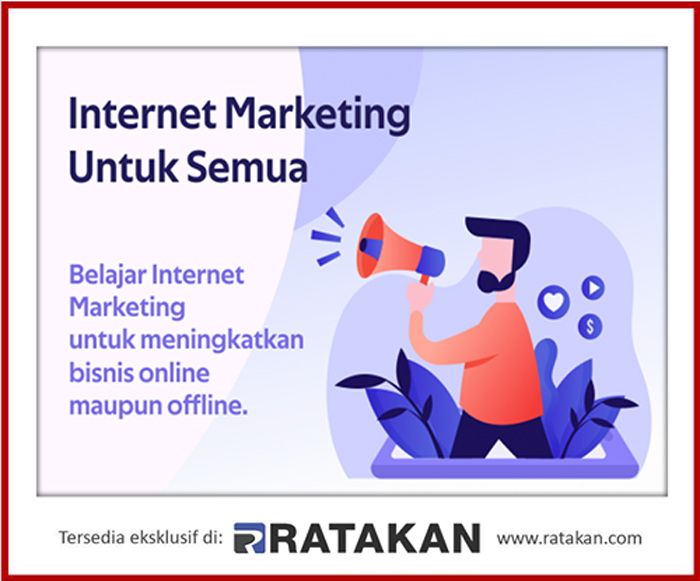 Internet Marketing
Untuk Semua
Belajar Internet
Marketing
untuk meningkatkan
bisnis online
maupun offline.
$
Tersedia eksklusif di: RATAKAN www.ratakan.com